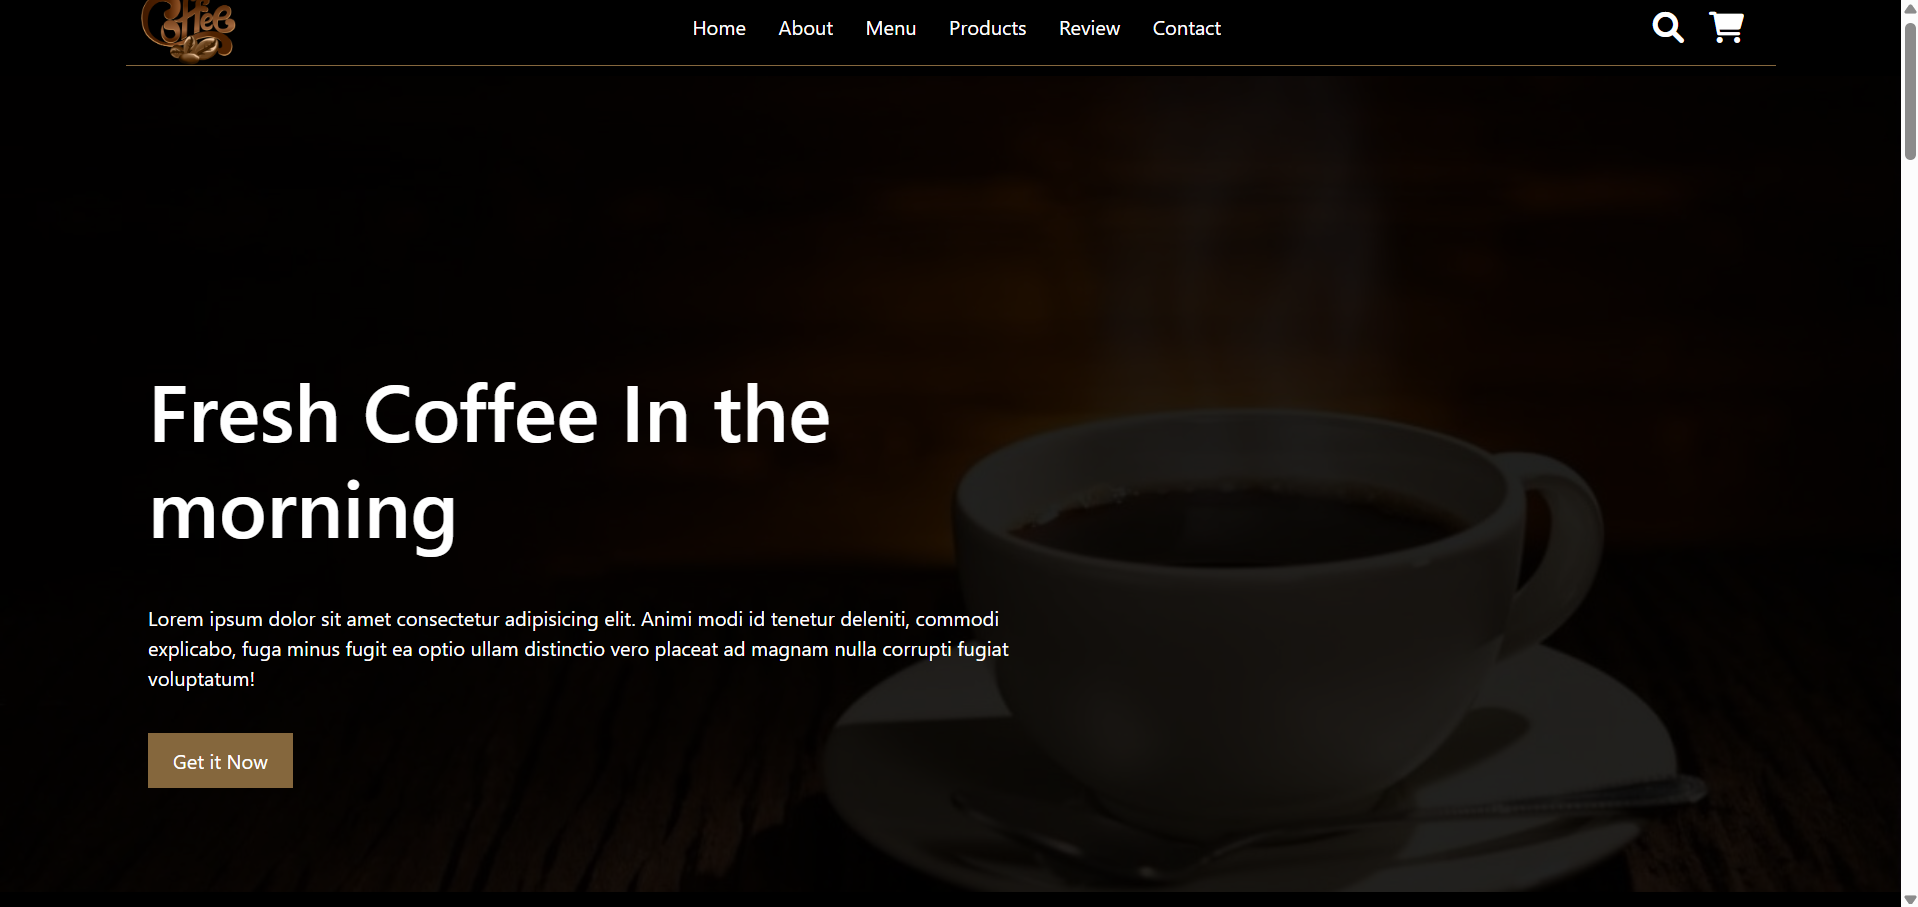 Coffee
Home About Menu Products Review Contact
Fresh Coffee In the
morning
Lorem ipsum dolor sit amet consectetur adipisicing elit. Animi modi id tenetur deleniti, commodi
explicabo, fuga minus fugit ea optio ullam distinctio vero placeat ad magnam nulla corrupti fugiat
voluptatum!
Get it Now